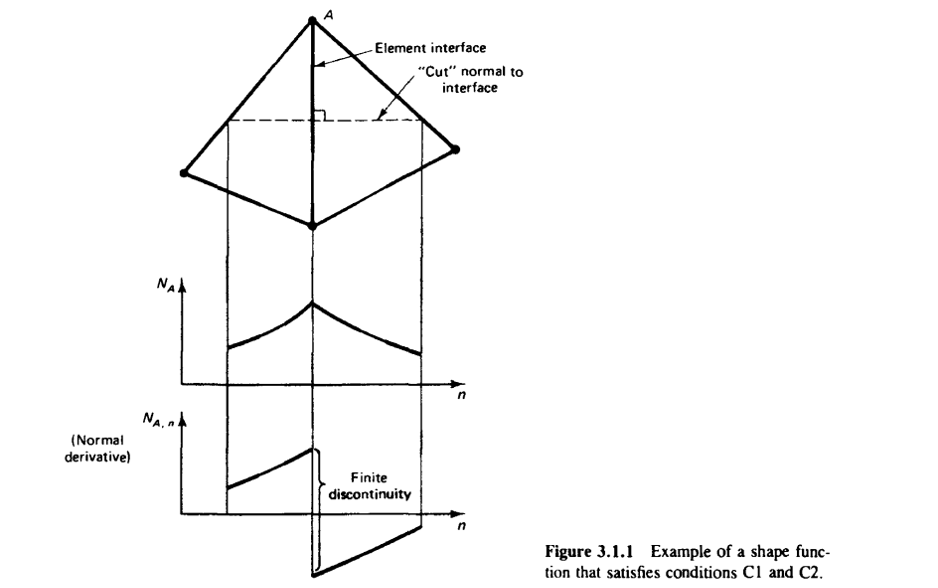 A
Element interface
"Cut" normal to
interface
N_A
n
N_A, n
(Normal
derivative)
Finite
discontinuity
n
Figure 3.1.1 Example of a shape func-
tion that satisfies conditions C1 and C2.